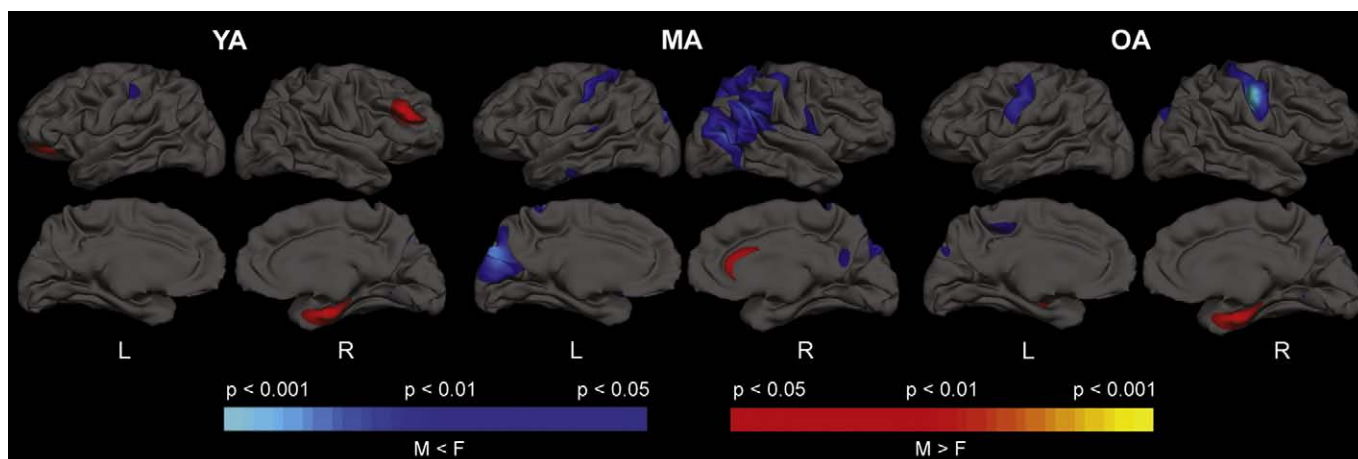 YA MA OA
L R L R L R
p < 0.001 p < 0.01 p < 0.05 p < 0.05 p < 0.01 p < 0.001
M < F M > F